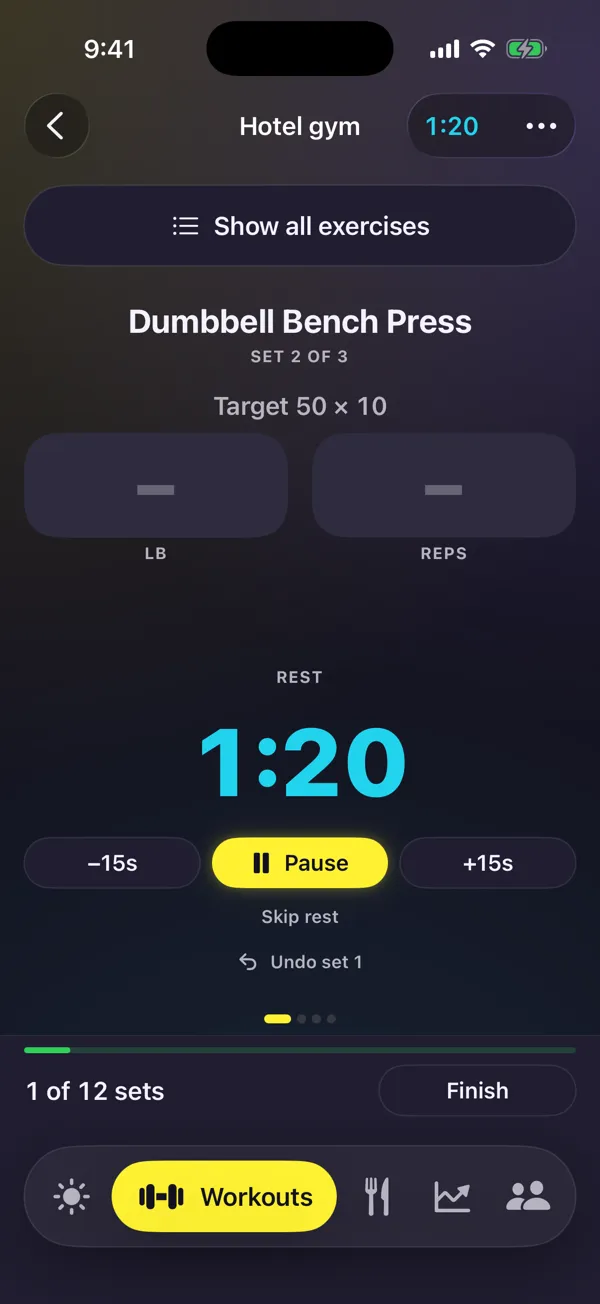 9:41
Hotel gym
1:20
Show all exercises
Dumbbell Bench Press
SET 2 OF 3
Target 50 × 10
LB
REPS
REST
1:20
–15s
Pause
+15s
Skip rest
Undo set 1
1 of 12 sets
Finish
Workouts